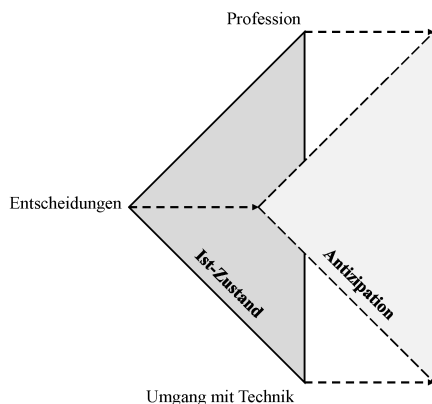 Profession
Entscheidungen
Ist-Zustand
Antizipation
Umgang mit Technik